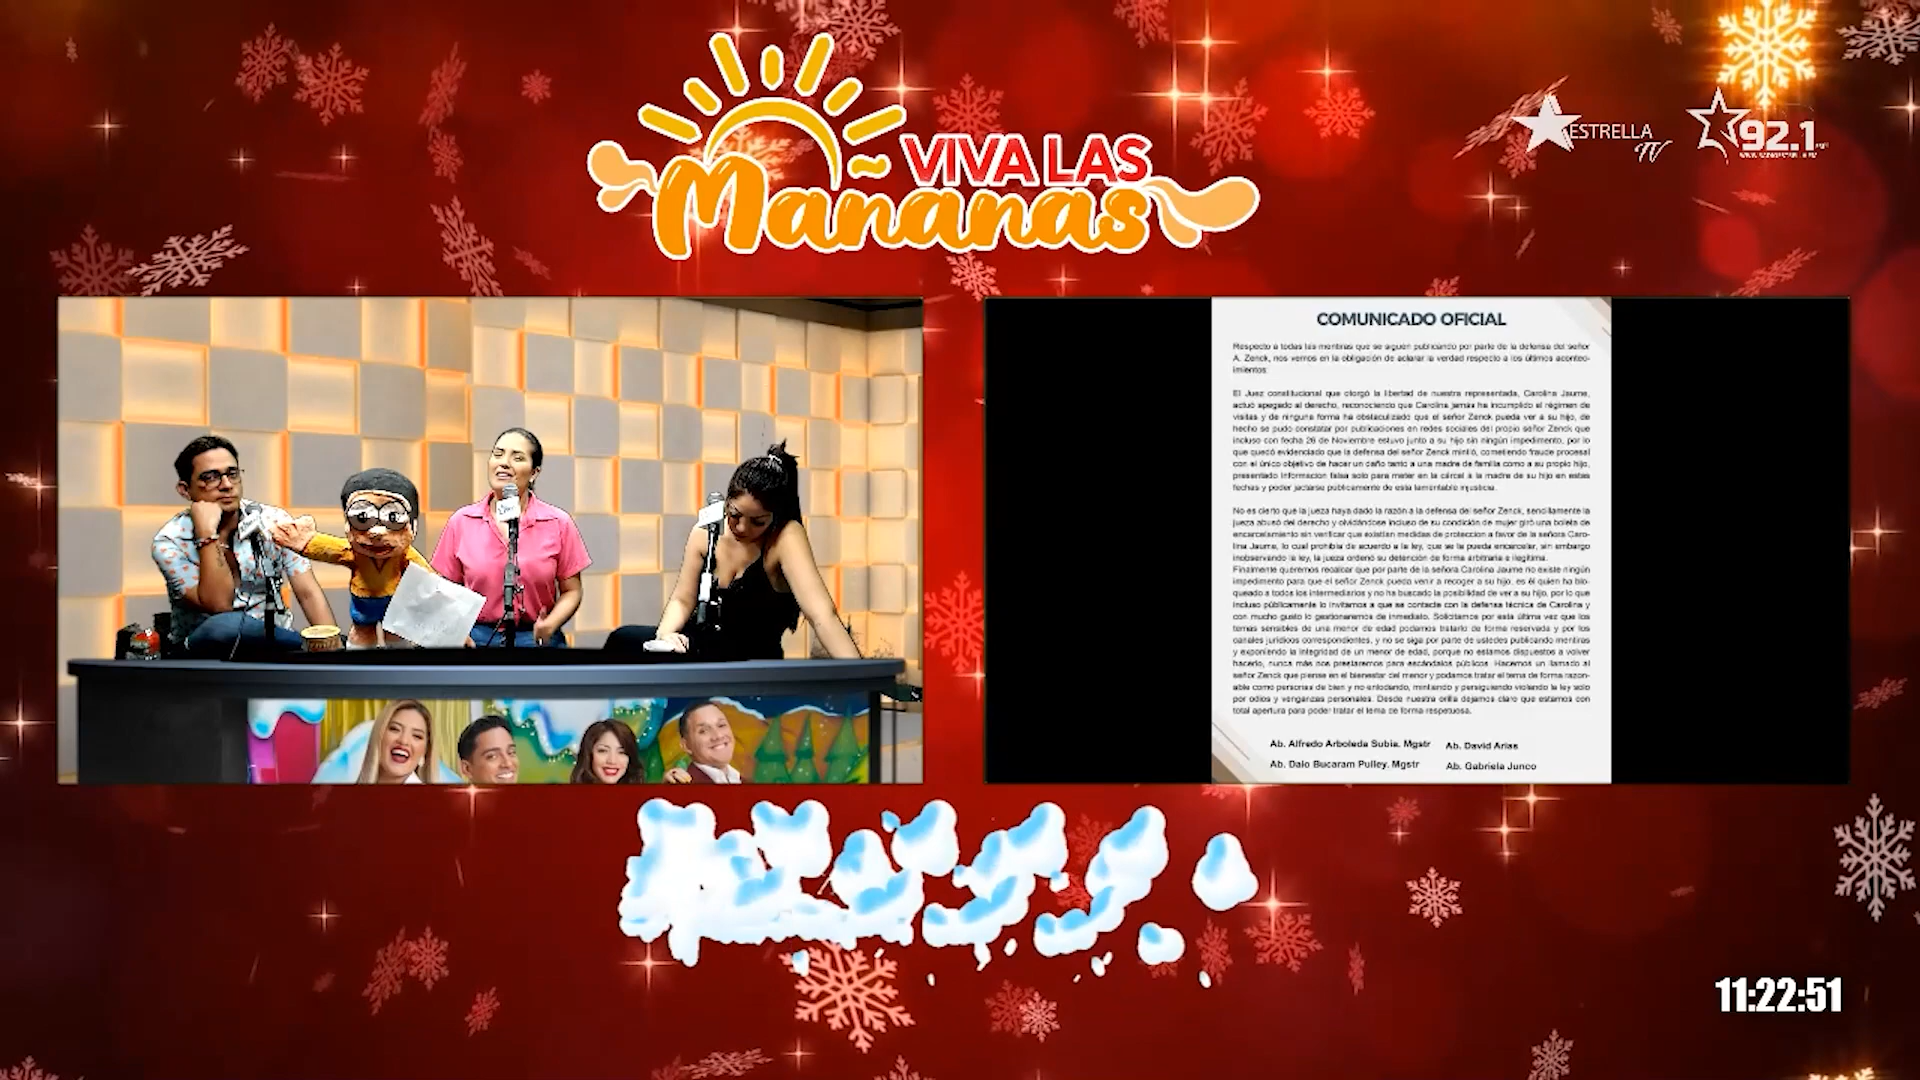 VIVA LAS
Mañanas
ESTRELLA
TV
92.1
COMUNICADO OFICIAL
Respecto a todas las mentiras que se siguen publicando por parte de la defensa del señor
A. Zenck, nos vemos en la obligación de aclarar la verdad respecto a los últimos acontec-
imientos:
El Juez constitucional que otorgó la libertad de nuestra representada, Carolina Jaume,
actuó apegado al derecho, reconociendo que Carolina jamás ha incumplido el régimen de
visitas y de ninguna forma ha obstaculizado que el señor Zenck pueda ver a su hijo, de
hecho se pudo constatar por publicaciones en redes sociales del propio señor Zenck que
incluso con fecha 26 de Noviembre estuvo junto a su hijo sin ningún impedimento, por lo
que quedó evidenciado que la defensa del señor Zenck mintió, cometiendo fraude procesal
con el único objetivo de hacer un daño tanto a una madre de familia como a su propio hijo,
presentado información falsa solo para meter en la cárcel a la madre de su hijo en estas
fechas y poder jactarse públicamente de esta lamentable injusticia.
No es cierto que la jueza haya dado la razón a la defensa del señor Zenck, sencillamente la
jueza abusó del derecho y olvidándose incluso de su condición de mujer giró una boleta de
encarcelamiento sin verificar que existían medidas de protección a favor de la señora Caro-
lina Jaume, lo cual prohibía de acuerdo a la ley, que se la pueda encarcelar, sin embargo
inobservando la ley, la jueza ordenó su detención de forma arbitraria e ilegítima.
Finalmente queremos recalcar que por parte de la señora Carolina Jaume no existe ningún
impedimento para que el señor Zenck pueda venir a recoger a su hijo, es él quien ha blo-
queado a todos los intermediarios y no ha buscado la posibilidad de ver a su hijo, por lo que
incluso públicamente lo invitamos a que se contacte con la defensa técnica de Carolina y
con mucho gusto lo gestionaremos de inmediato. Solicitamos por esta última vez que los
temas sensibles de una menor de edad podamos tratarlo de forma reservada y por los
canales jurídicos correspondientes, y no se siga por parte de ustedes publicando mentiras
y exponiendo la integridad de un menor de edad, porque no estamos dispuestos a volver
hacerlo, nunca más nos prestaremos para escándalos públicos. Hacemos un llamado al
señor Zenck que piense en el bienestar del menor y podamos tratar el tema de forma razon-
able como personas de bien y no enlodando, mintiendo y persiguiendo violando la ley solo
por odios y venganzas personales. Desde nuestra orilla dejamos claro que estamos con
total apertura para poder tratar el tema de forma respetuosa.
Ab. Alfredo Arboleda Subia. Mgstr Ab. David Arias
Ab. Dalo Bucaram Pulley. Mgstr Ab. Gabriela Junco
11:22:51